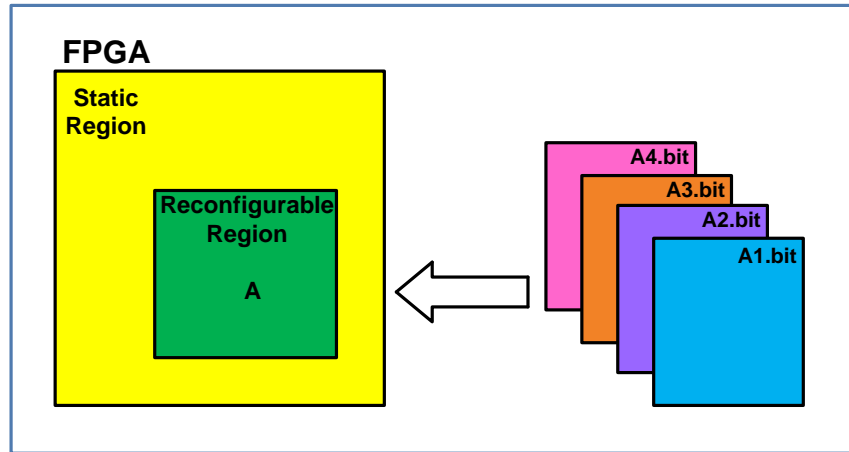 FPGA
Static
Region
Reconfigurable
Region
A
A4.bit
A3.bit
A2.bit
A1.bit